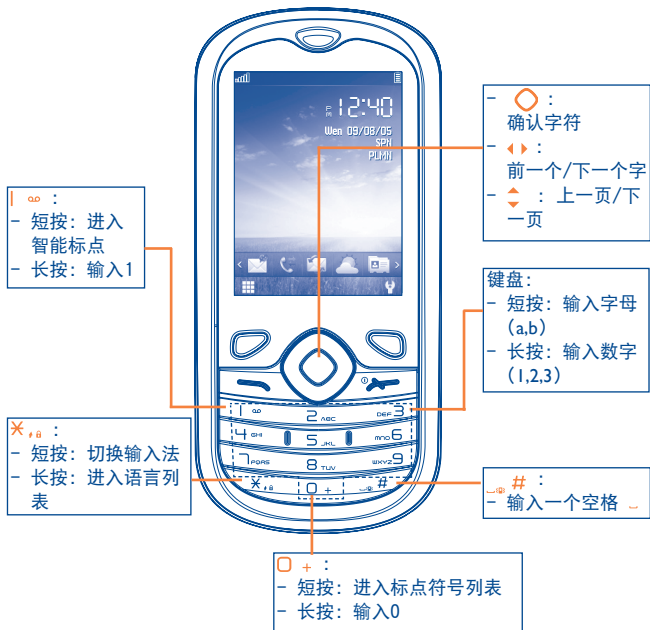 PM 12:40
Wen 09/08/05
SPN
PLMN
- ：
确认字符
- ：
前一个/下一个字
- ：上一页/下
一页
1 ：
- 短按：进入
智能标点
- 长按：输入1
键盘：
- 短按：输入字母
（a,b）
- 长按：输入数字
（1,2,3）
1 2 ABC DEF 3
4 GHI 5 JKL MNO 6
7 PQRS 8 TUV WXYZ 9
* 0 + #
* ：
- 短按：切换输入法
- 长按：进入语言列
表
# ：
- 输入一个空格
0 + ：
- 短按：进入标点符号列表
- 长按：输入0